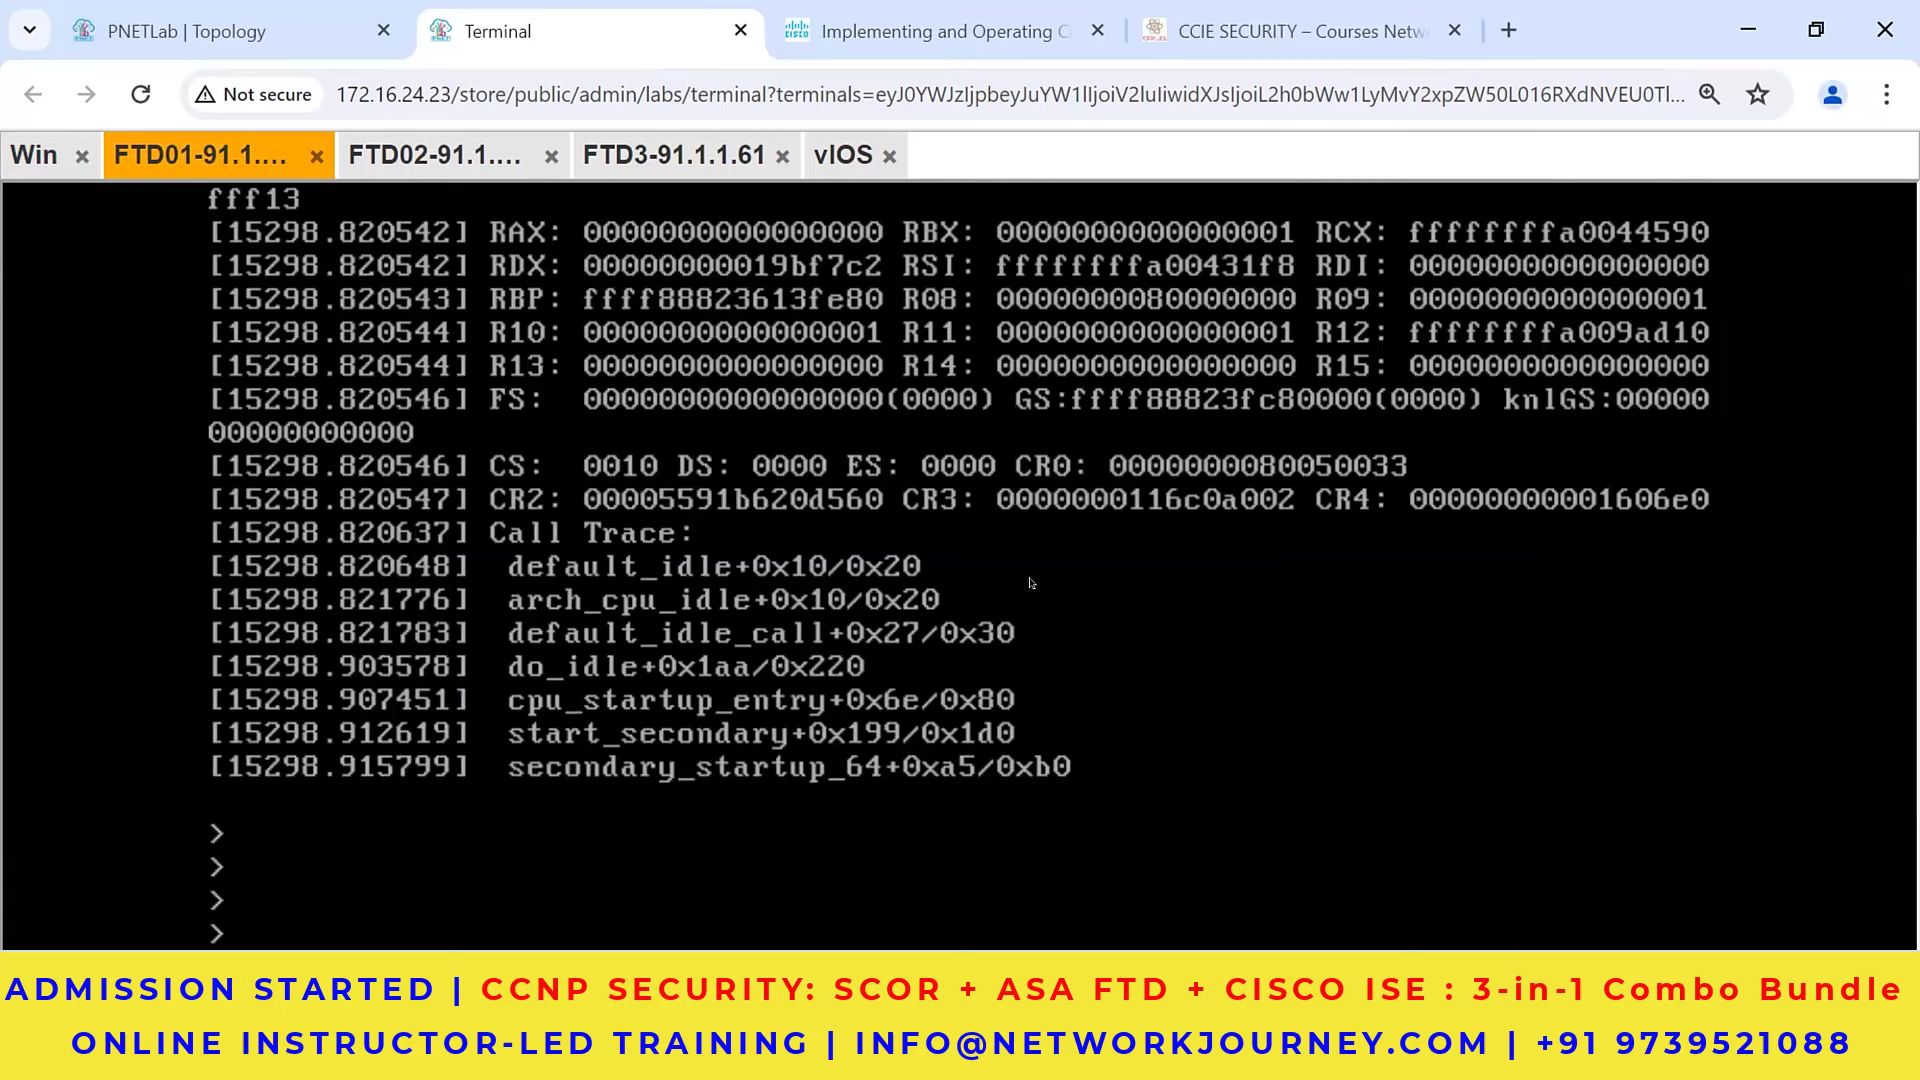 PNETLab | Topology
Terminal
Implementing and Operating C
CCIE SECURITY – Courses Netw
Not secure
172.16.24.23/store/public/admin/labs/terminal?terminals=eyJ0YWJzIjpbeyJuYW1lIjoiV2luIiwidXJsIjoiL2h0bWw1LyMvY2xpZW50L016RXdNVEU0Tl...
Win
FTD01-91.1....
FTD02-91.1....
FTD3-91.1.1.61
vIOS
fff13
[15298.820542] RAX: 0000000000000000 RBX: 0000000000000001 RCX: ffffffffa0044590
[15298.820542] RDX: 00000000019bf7c2 RSI: ffffffffa00431f8 RDI: 0000000000000000
[15298.820543] RBP: ffff88823613fe80 R08: 0000000080000000 R09: 0000000000000001
[15298.820544] R10: 0000000000000001 R11: 0000000000000001 R12: ffffffffa009ad10
[15298.820544] R13: 0000000000000000 R14: 0000000000000000 R15: 0000000000000000
[15298.820546] FS:  0000000000000000(0000) GS:ffff88823fc80000(0000) knlGS:00000
00000000000
[15298.820546] CS:  0010 DS: 0000 ES: 0000 CR0: 0000000080050033
[15298.820547] CR2: 00005591b620d560 CR3: 0000000116c0a002 CR4: 00000000001606e0
[15298.820637] Call Trace:
[15298.820648]  default_idle+0x10/0x20
[15298.821776]  arch_cpu_idle+0x10/0x20
[15298.821783]  default_idle_call+0x27/0x30
[15298.903578]  do_idle+0x1aa/0x220
[15298.907451]  cpu_startup_entry+0x6e/0x80
[15298.912619]  start_secondary+0x199/0x1d0
[15298.915799]  secondary_startup_64+0xa5/0xb0
>
>
>
>
ADMISSION STARTED | CCNP SECURITY: SCOR + ASA FTD + CISCO ISE : 3-in-1 Combo Bundle
ONLINE INSTRUCTOR-LED TRAINING | INFO@NETWORKJOURNEY.COM | +91 9739521088